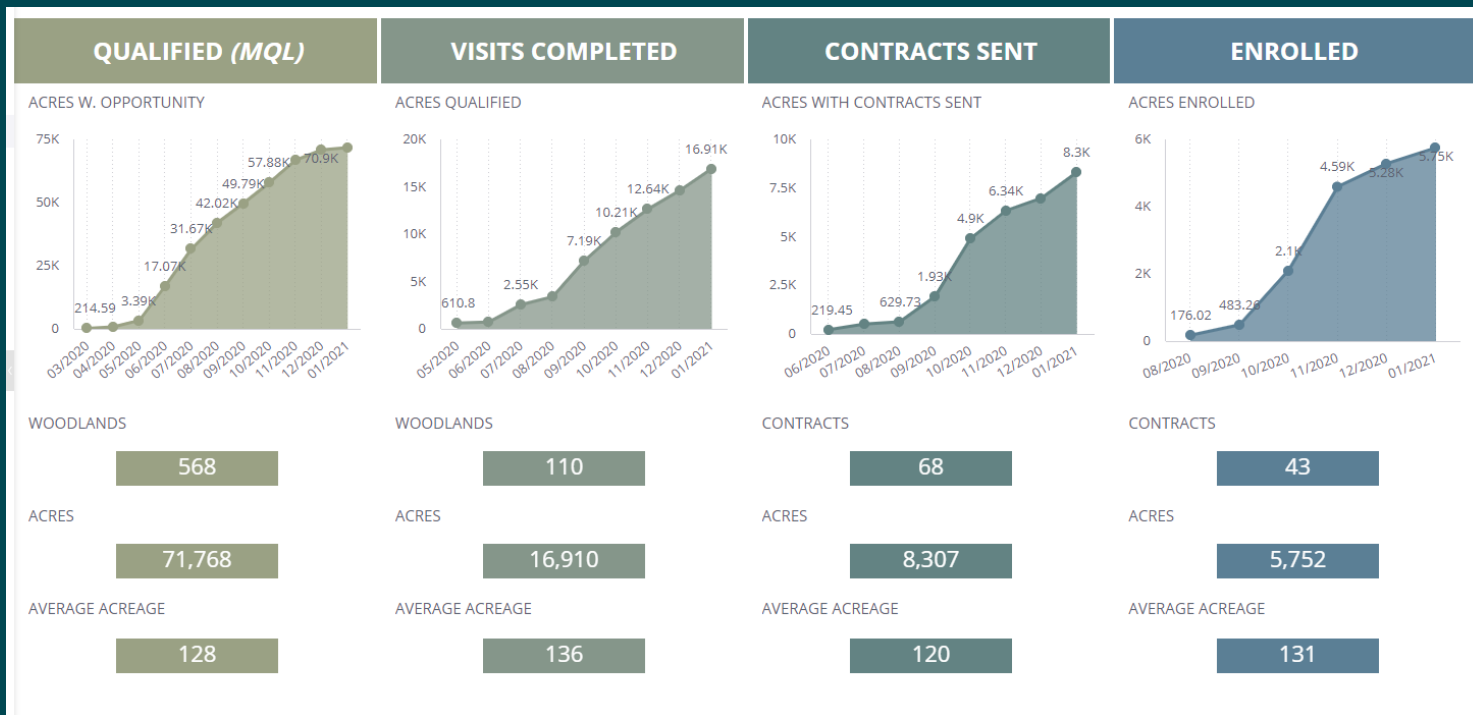 QUALIFIED (MQL)
ACRES W. OPPORTUNITY
75K
50K
25K
0
214.59
3.39K
17.07K
31.67K
42.02K
49.79K
57.88K
70.9K
03/2020
04/2020
05/2020
06/2020
07/2020
08/2020
09/2020
10/2020
11/2020
12/2020
01/2021
WOODLANDS
568
ACRES
71,768
AVERAGE ACREAGE
128
VISITS COMPLETED
ACRES QUALIFIED
20K
15K
10K
5K
0
610.8
2.55K
7.19K
10.21K
12.64K
16.91K
05/2020
06/2020
07/2020
08/2020
09/2020
10/2020
11/2020
12/2020
01/2021
WOODLANDS
110
ACRES
16,910
AVERAGE ACREAGE
136
CONTRACTS SENT
ACRES WITH CONTRACTS SENT
10K
7.5K
5K
2.5K
0
219.45
629.73
1.93K
4.9K
6.34K
8.3K
06/2020
07/2020
08/2020
09/2020
10/2020
11/2020
12/2020
01/2021
CONTRACTS
68
ACRES
8,307
AVERAGE ACREAGE
120
ENROLLED
ACRES ENROLLED
6K
4K
2K
0
176.02
483.26
2.1K
4.59K
5.28K
5.75K
08/2020
09/2020
10/2020
11/2020
12/2020
01/2021
CONTRACTS
43
ACRES
5,752
AVERAGE ACREAGE
131